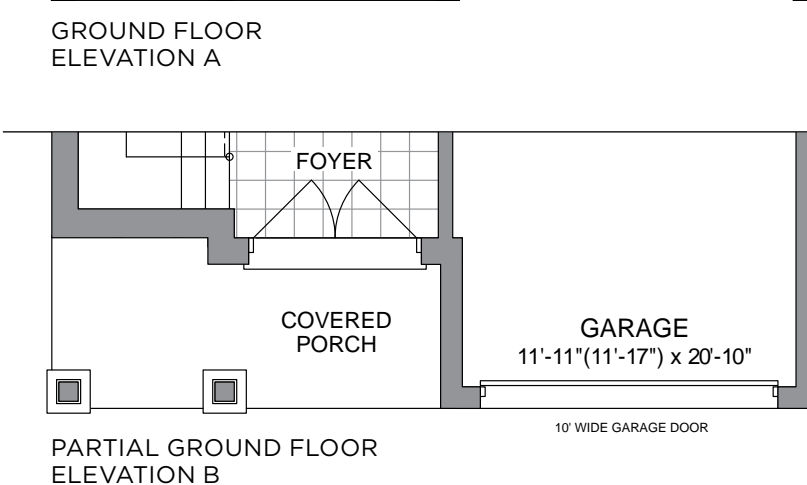 GROUND FLOOR
ELEVATION A
FOYER
COVERED
PORCH
GARAGE
11'-11"(11'-17") x 20'-10"
10' WIDE GARAGE DOOR
PARTIAL GROUND FLOOR
ELEVATION B